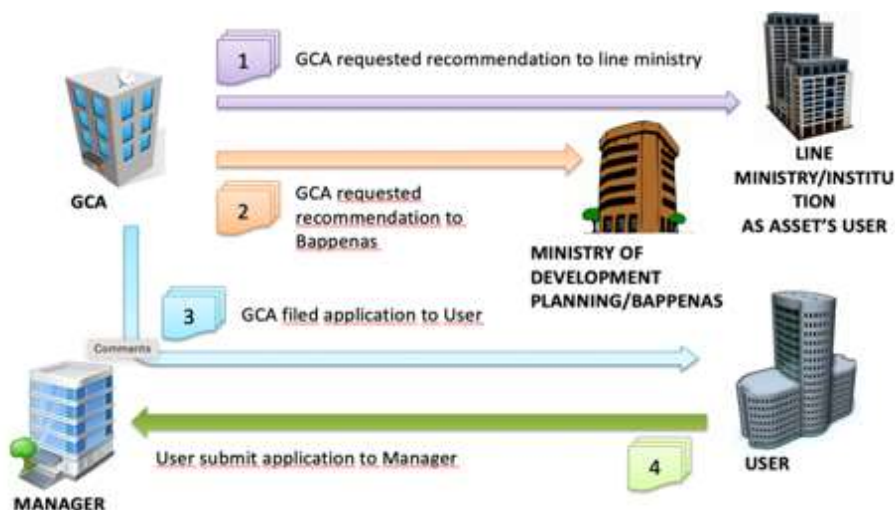 1
GCA requested recommendation to line ministry
GCA
LINE
MINISTRY/INSTITU
TION
AS ASSET'S USER
2
GCA requested
recommendation to
Bappenas
MINISTRY OF
DEVELOPMENT
PLANNING/BAPPENAS
3
GCA filed application to User
Comments
User submit application to Manager
4
USER
MANAGER